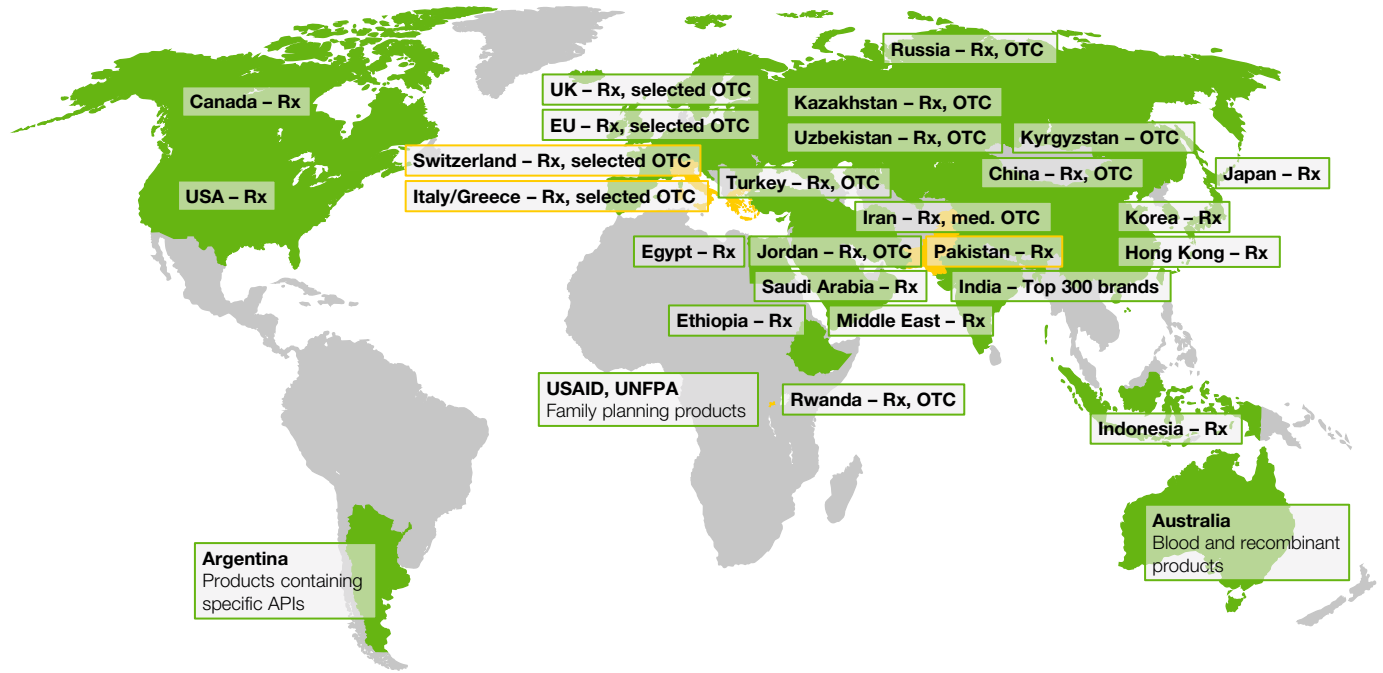 Russia – Rx, OTC
UK – Rx, selected OTC
Canada – Rx
Kazakhstan – Rx, OTC
EU – Rx, selected OTC
Uzbekistan – Rx, OTC
Kyrgyzstan – OTC
Switzerland – Rx, selected OTC
China – Rx, OTC
Japan – Rx
Turkey – Rx, OTC
USA – Rx
Italy/Greece – Rx, selected OTC
Iran – Rx, med. OTC
Korea – Rx
Egypt – Rx
Jordan – Rx, OTC
Pakistan – Rx
Hong Kong – Rx
Saudi Arabia – Rx
India – Top 300 brands
Ethiopia – Rx
Middle East – Rx
USAID, UNFPA
Family planning products
Rwanda – Rx, OTC
Indonesia – Rx
Australia
Blood and recombinant
products
Argentina
Products containing
specific APIs